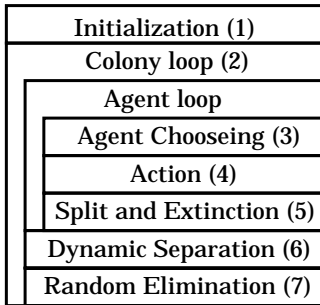 Initialization (1)
Colony loop (2)
Agent loop
Agent Chooseing (3)
Action (4)
Split and Extinction (5)
Dynamic Separation (6)
Random Elimination (7)